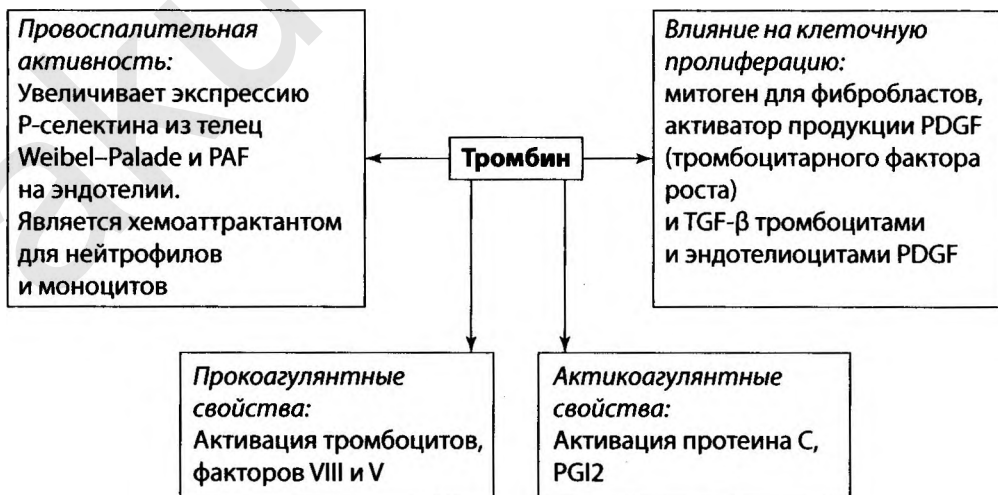 Провоспалительная
активность:
Увеличивает экспрессию
Р-селектина из телец
Weibel–Palade и PAF
на эндотелии.
Является хемоаттрактантом
для нейтрофилов
и моноцитов
Тромбин
Влияние на клеточную
пролиферацию:
митоген для фибробластов,
активатор продукции PDGF
(тромбоцитарного фактора
роста)
и TGF-β тромбоцитами
и эндотелиоцитами PDGF
Прокоагулянтные
свойства:
Активация тромбоцитов,
факторов VIII и V
Актикоагулянтные
свойства:
Активация протеина С,
PGI2